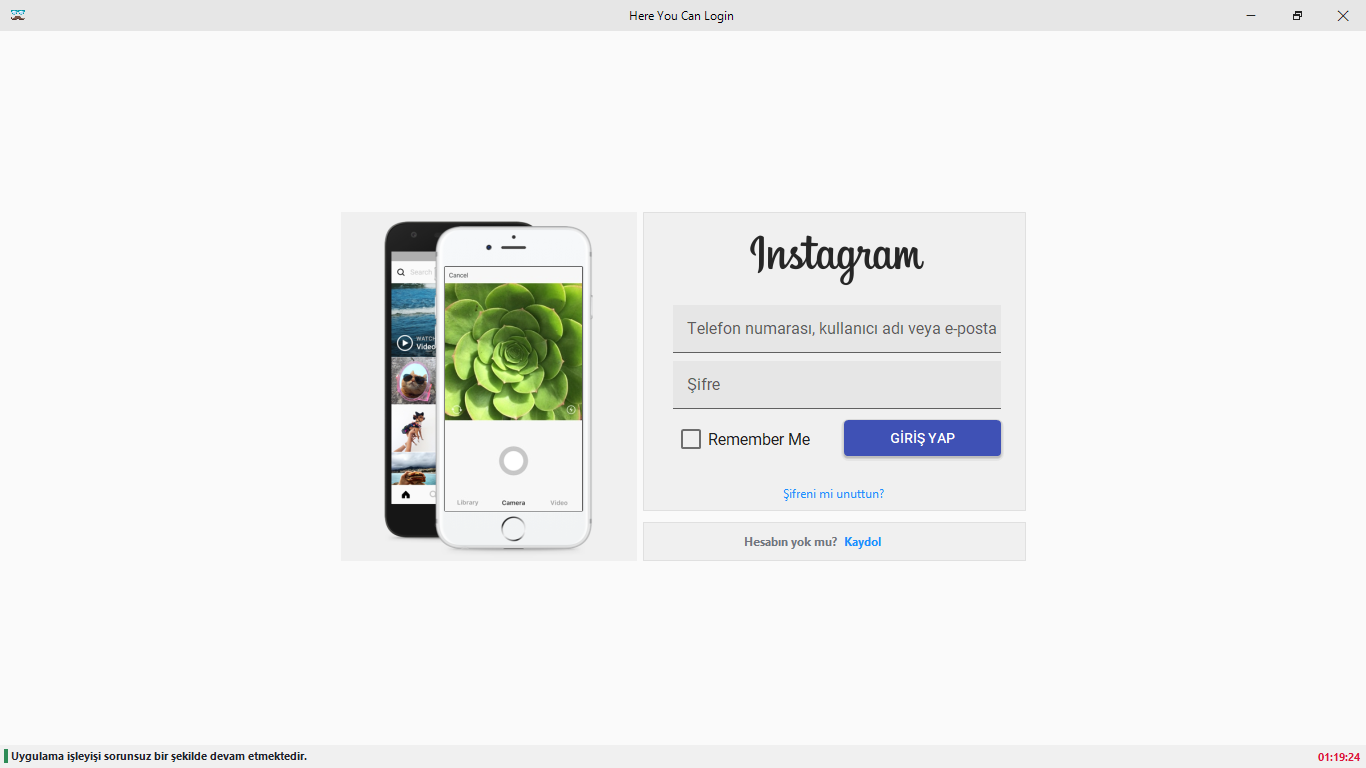 Here You Can Login
Instagram
Search
Cancel
WATCH
Video
Telefon numarası, kullanıcı adı veya e-posta
Şifre
Remember Me
GİRİŞ YAP
Library
Camera
Video
Şifreni mi unuttun?
Hesabın yok mu? Kaydol
Uygulama işleyişi sorunsuz bir şekilde devam etmektedir.
01:19:24